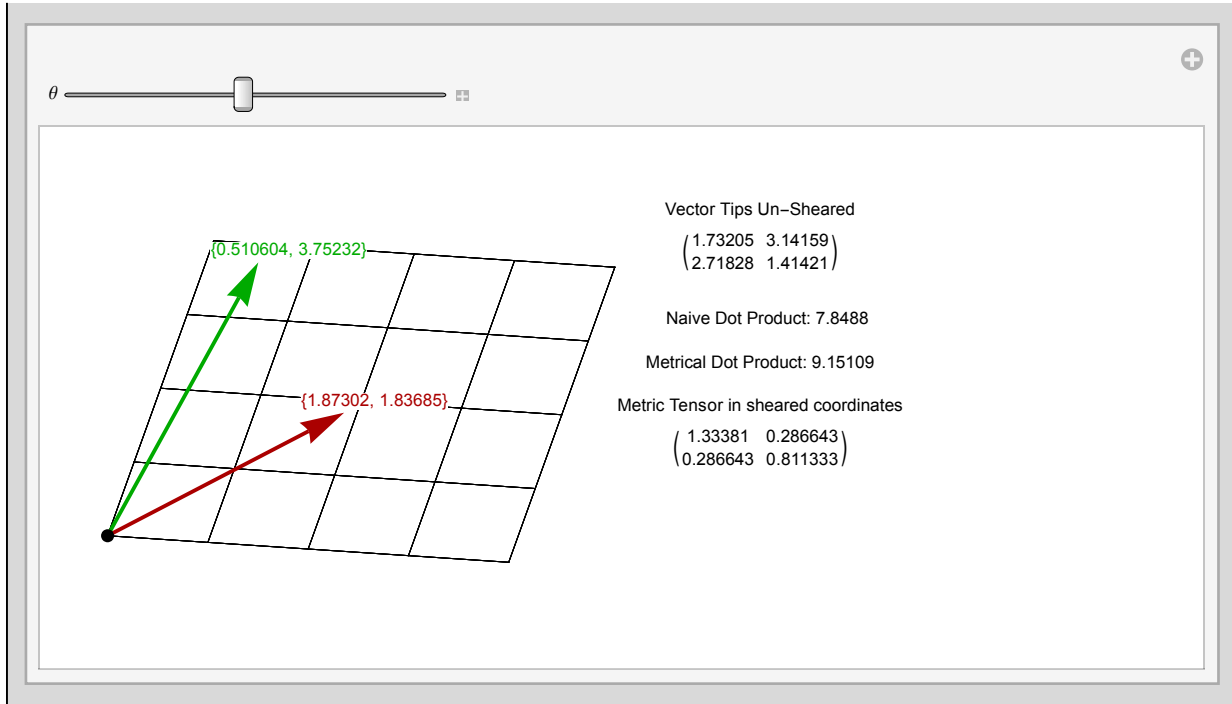 θ
Vector Tips Un−Sheared
1.73205 3.14159
2.71828 1.41421
{0.510604, 3.75232}
Naive Dot Product: 7.8488
Metrical Dot Product: 9.15109
{1.87302, 1.83685}
Metric Tensor in sheared coordinates
1.33381 0.286643
0.286643 0.811333